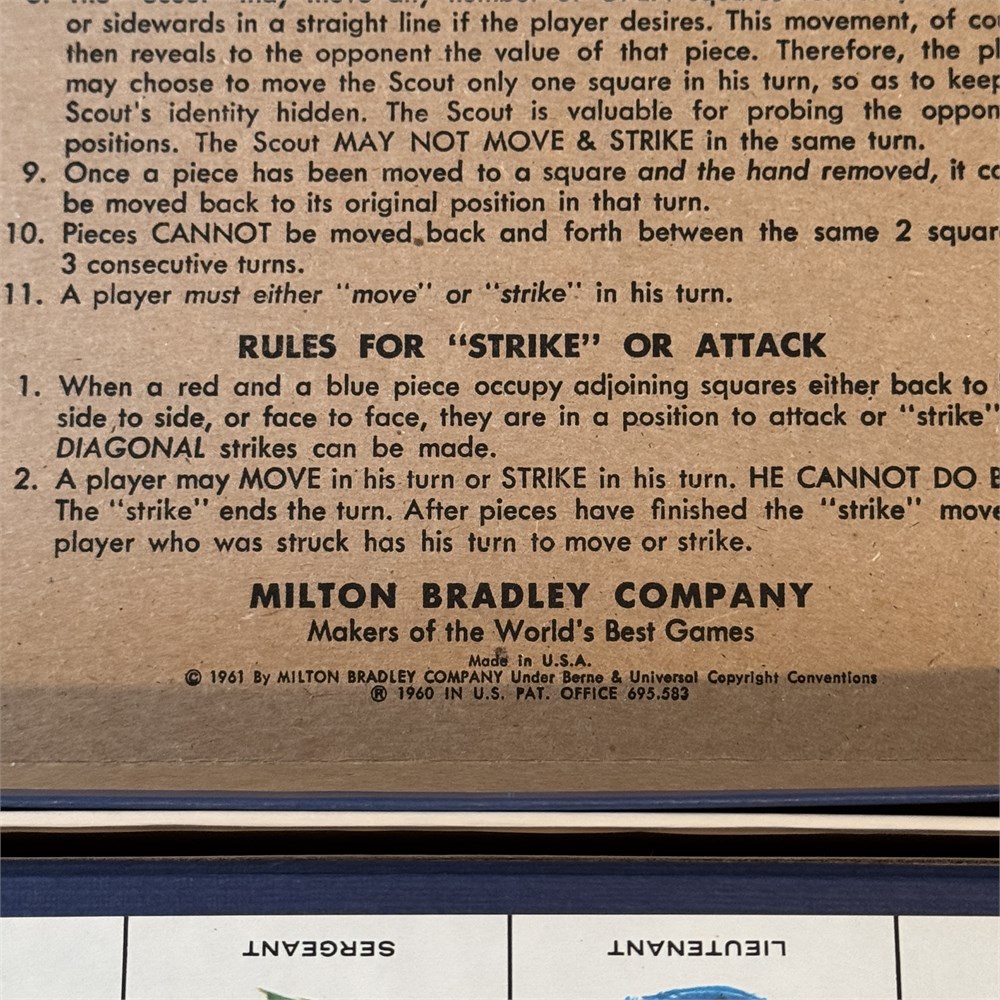 or sidewards in a straight line if the player desires. This movement, of
then reveals to the opponent the value of that piece. Therefore, the
may choose to move the Scout only one square in his turn, so as to keep
Scout's identity hidden. The Scout is valuable for probing the
positions. The Scout MAY NOT MOVE & STRIKE in the same turn.
9. Once a piece has been moved to a square and the hand removed, it
be moved back to its original position in that turn.
10. Pieces CANNOT be moved back and forth between the same 2
3 consecutive turns.
11. A player must either "move" or "strike" in his turn.
RULES FOR "STRIKE" OR ATTACK
1. When a red and a blue piece occupy adjoining squares either back to
side to side, or face to face, they are in a position to attack or "strike"
DIAGONAL strikes can be made.
2. A player may MOVE in his turn or STRIKE in his turn. HE CANNOT DO
The "strike" ends the turn. After pieces have finished the "strike"
player who was struck has his turn to move or strike.
MILTON BRADLEY COMPANY
Makers of the World's Best Games
Made in U.S.A.
© 1961 By MILTON BRADLEY COMPANY Under Berne & Universal Copyright Conventions
® 1960 IN U.S. PAT. OFFICE 695.583
SERGEANT
LIEUTENANT